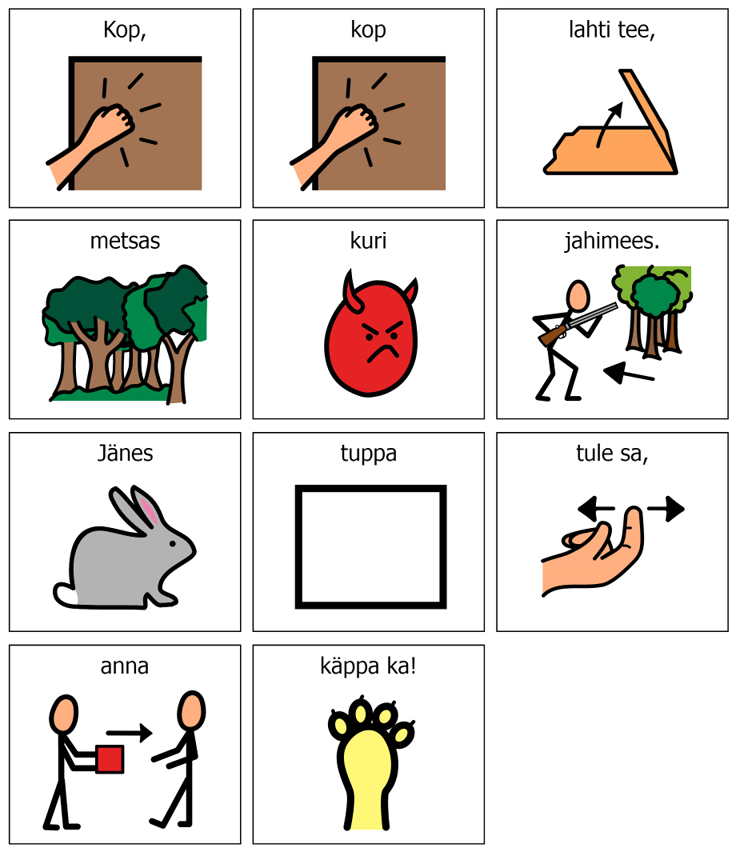 Kop,
kop
lahti tee,
metsas
kuri
jahimees.
Jänes
tuppa
tule sa,
anna
käppa ka!